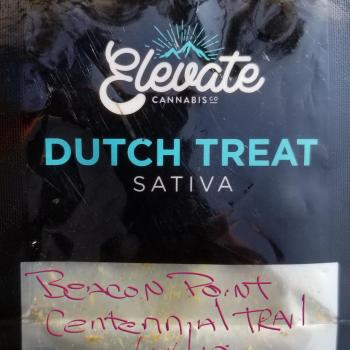 Elevate
CANNABIS CO
DUTCH TREAT
SATIVA
BEACON POINT
Centennial TRAIL